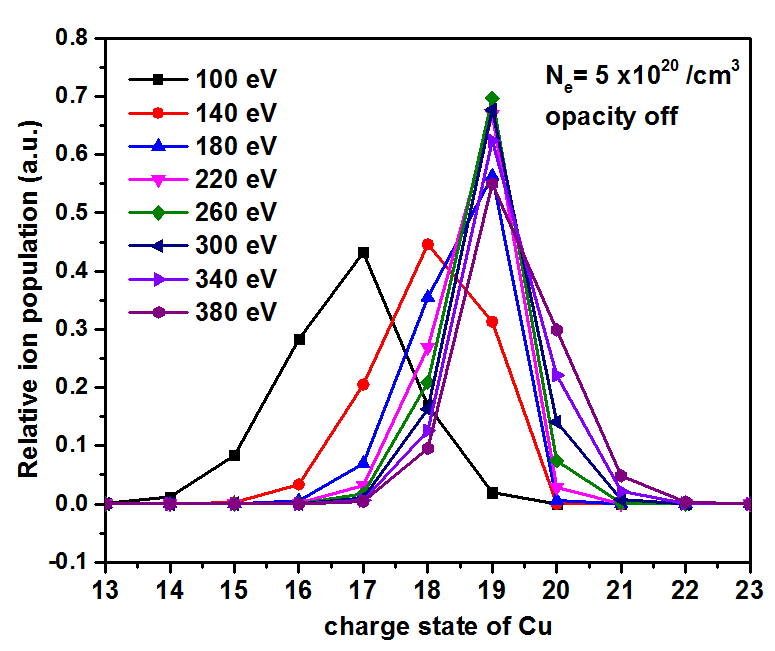 0.8
0.7
0.6
0.5
0.4
0.3
0.2
0.1
0.0
-0.1
Relative ion population (a.u.)
100 eV
140 eV
180 eV
220 eV
260 eV
300 eV
340 eV
380 eV
Nₑ= 5 x10²⁰ /cm³
opacity off
13 14 15 16 17 18 19 20 21 22 23
charge state of Cu